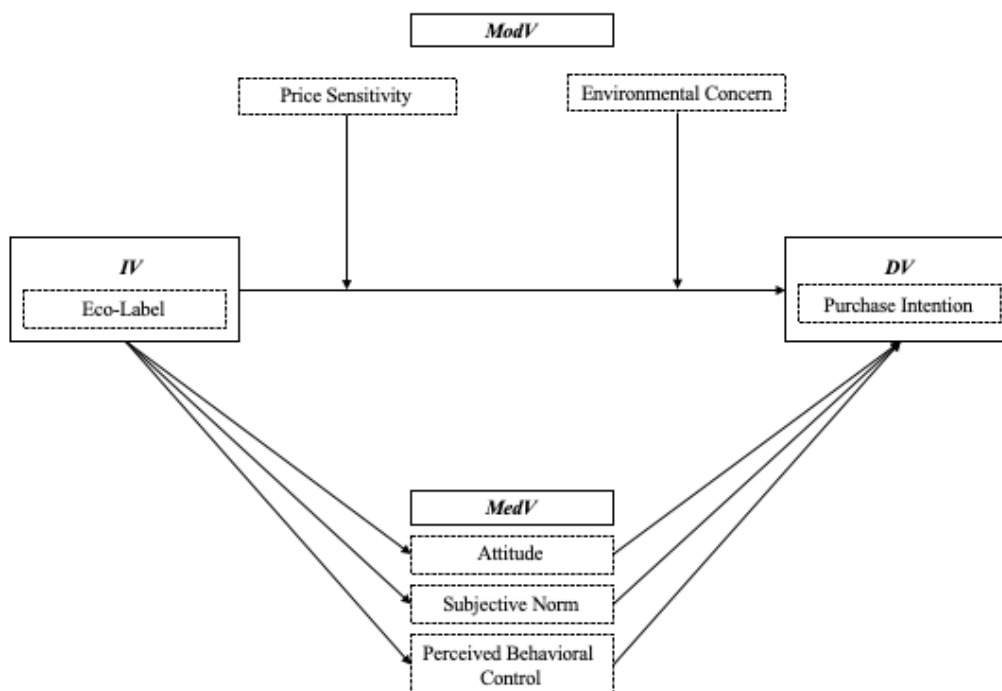 ModV
Price Sensitivity
Environmental Concern
IV
Eco-Label
DV
Purchase Intention
MedV
Attitude
Subjective Norm
Perceived Behavioral
Control